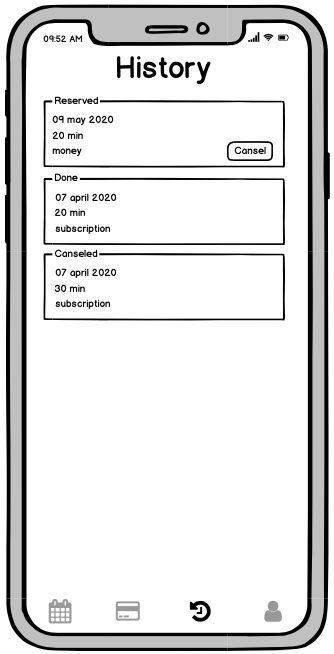 09:52 AM
History
Reserved
09 may 2020
20 min
money
Cansel
Done
07 april 2020
20 min
subscription
Canseled
07 april 2020
30 min
subscription